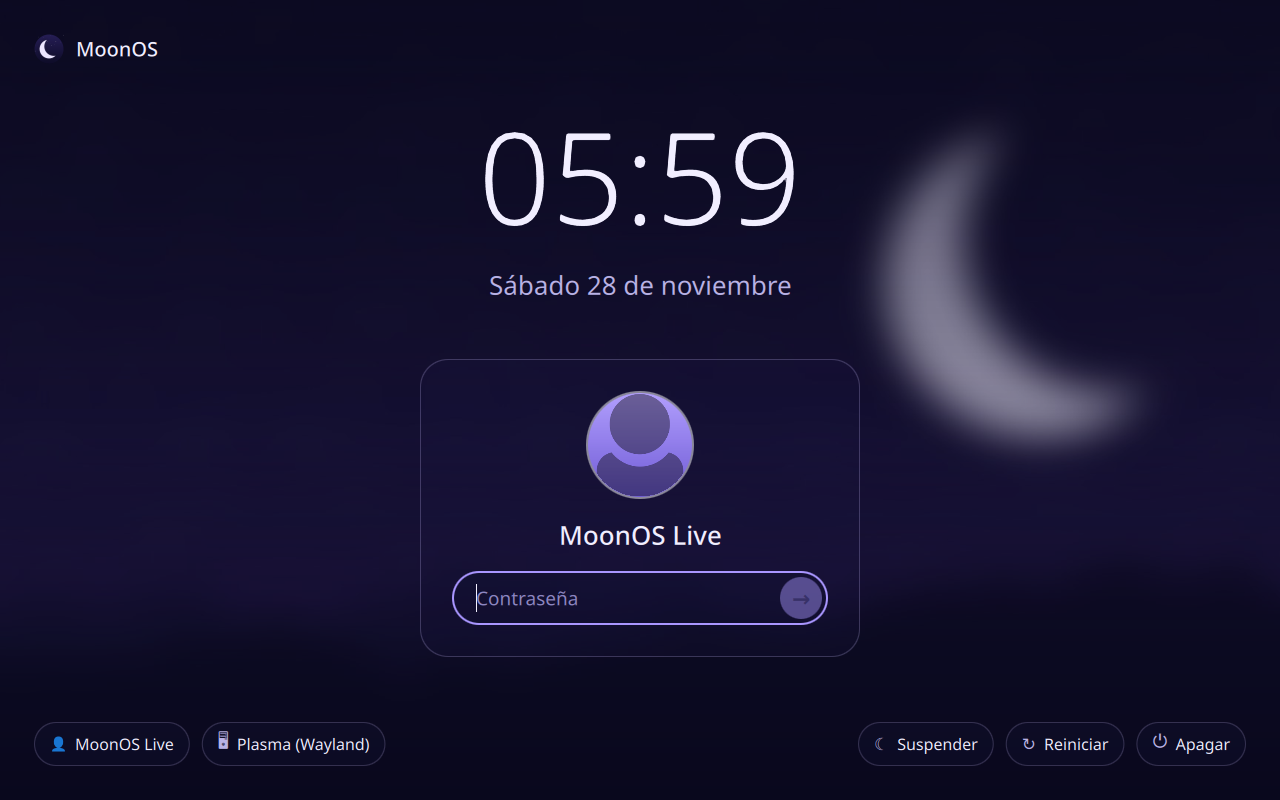 MoonOS
05:59
Sábado 28 de noviembre
MoonOS Live
Contraseña
MoonOS Live
Plasma (Wayland)
Suspender
Reiniciar
Apagar